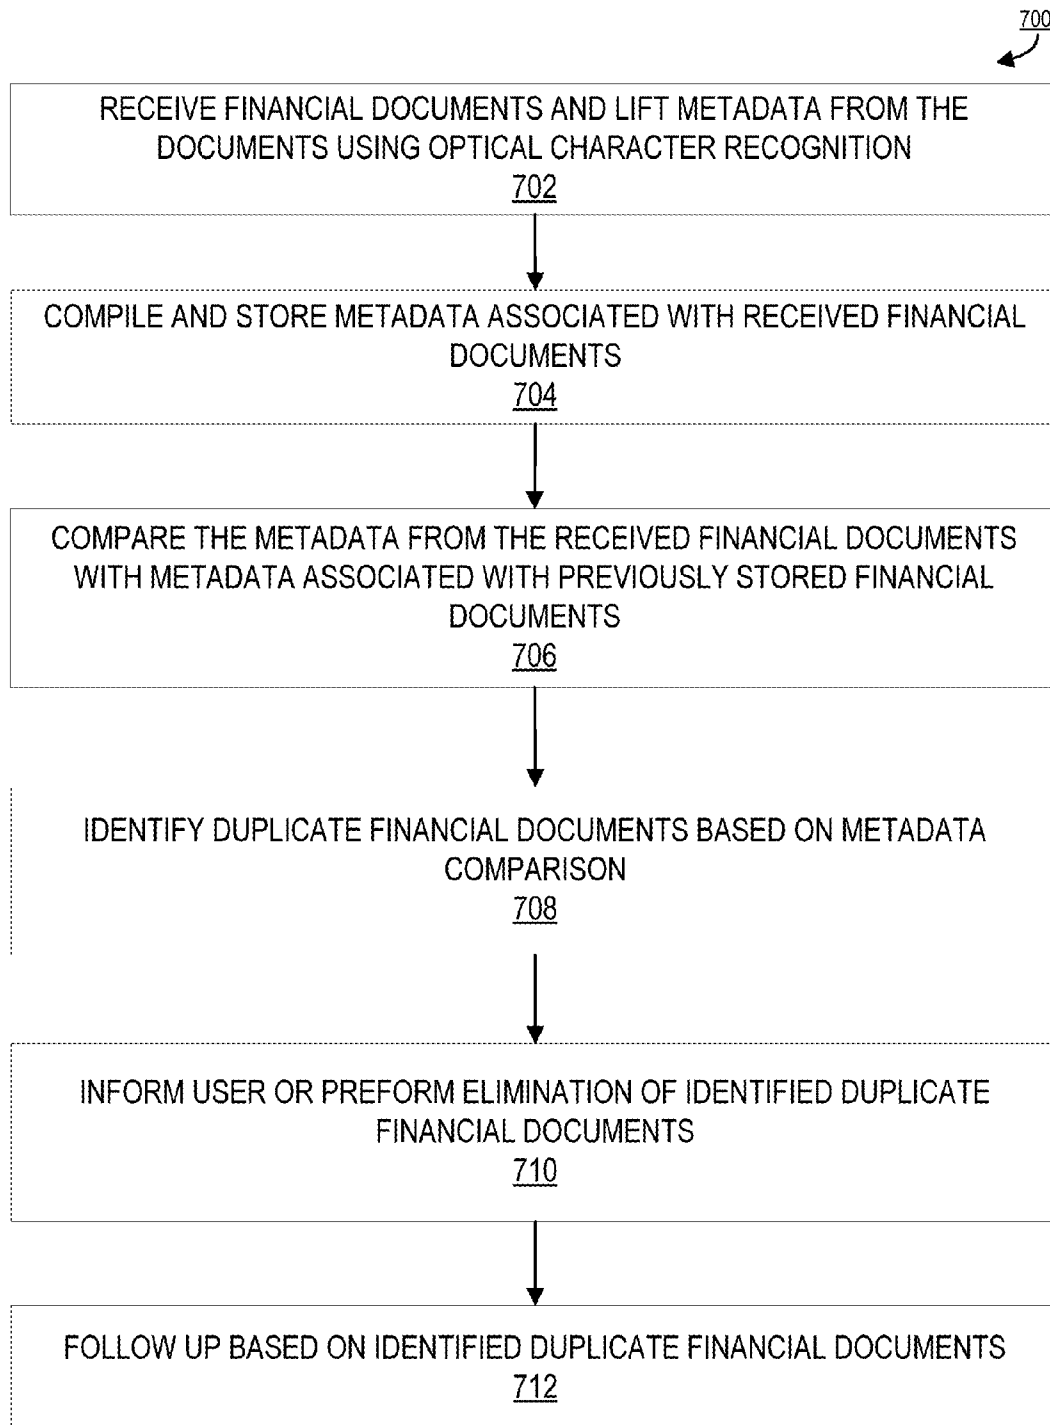 700
RECEIVE FINANCIAL DOCUMENTS AND LIFT METADATA FROM THE
DOCUMENTS USING OPTICAL CHARACTER RECOGNITION
702
COMPILE AND STORE METADATA ASSOCIATED WITH RECEIVED FINANCIAL
DOCUMENTS
704
COMPARE THE METADATA FROM THE RECEIVED FINANCIAL DOCUMENTS
WITH METADATA ASSOCIATED WITH PREVIOUSLY STORED FINANCIAL
DOCUMENTS
706
IDENTIFY DUPLICATE FINANCIAL DOCUMENTS BASED ON METADATA
COMPARISON
708
INFORM USER OR PREFORM ELIMINATION OF IDENTIFIED DUPLICATE
FINANCIAL DOCUMENTS
710
FOLLOW UP BASED ON IDENTIFIED DUPLICATE FINANCIAL DOCUMENTS
712